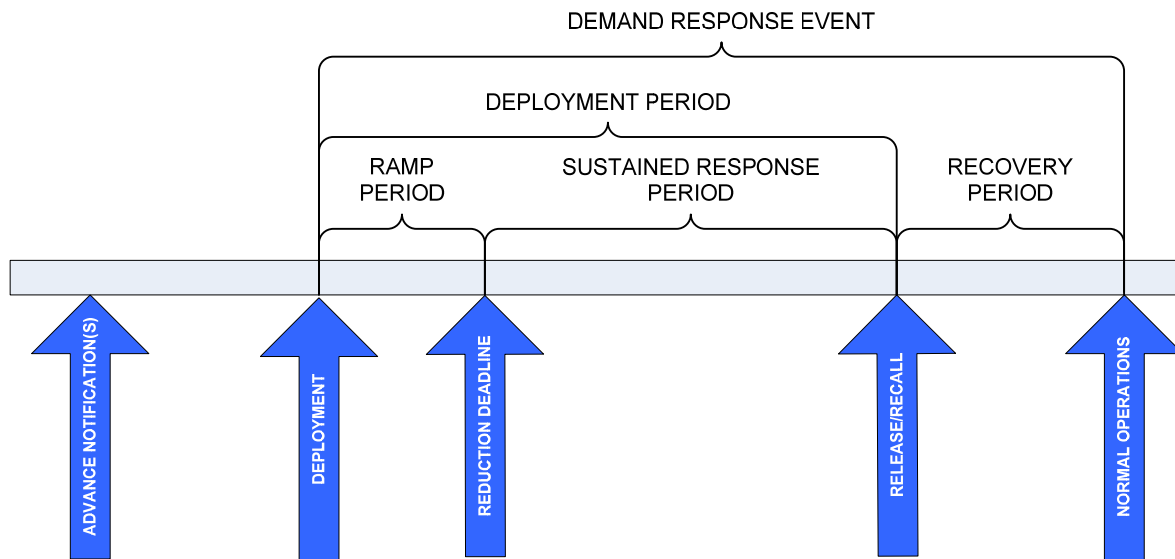 DEMAND RESPONSE EVENT
DEPLOYMENT PERIOD
RAMP
PERIOD
SUSTAINED RESPONSE
PERIOD
RECOVERY
PERIOD
ADVANCE NOTIFICATION(S)
DEPLOYMENT
REDUCTION DEADLINE
RELEASE/RECALL
NORMAL OPERATIONS